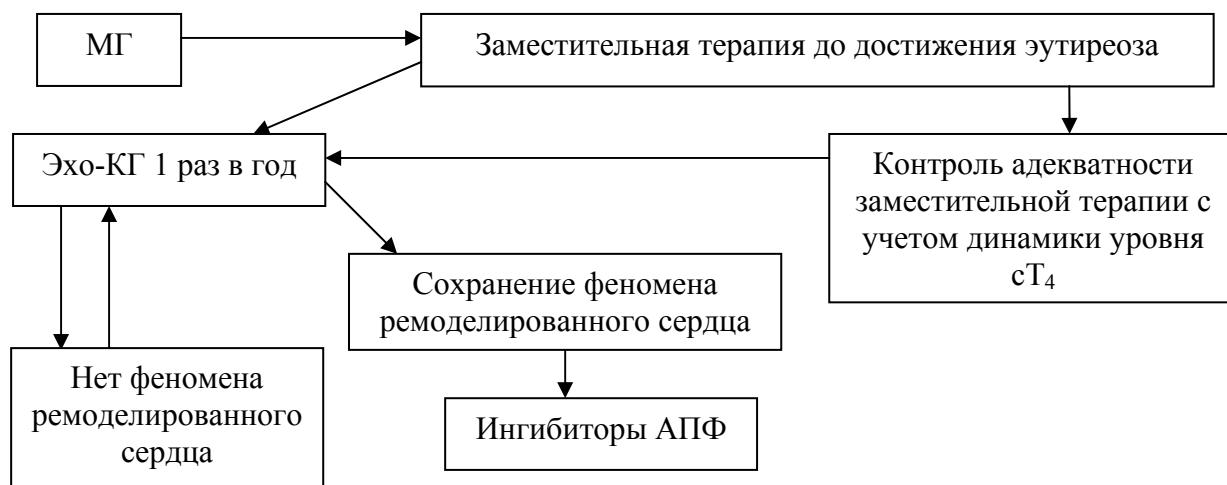 МГ
Заместительная терапия до достижения эутиреоза
Эхо-КГ 1 раз в год
Контроль адекватности
заместительной терапии с
учетом динамики уровня
сТ₄
Сохранение феномена
ремоделированного сердца
Нет феномена
ремоделированного
сердца
Ингибиторы АПФ